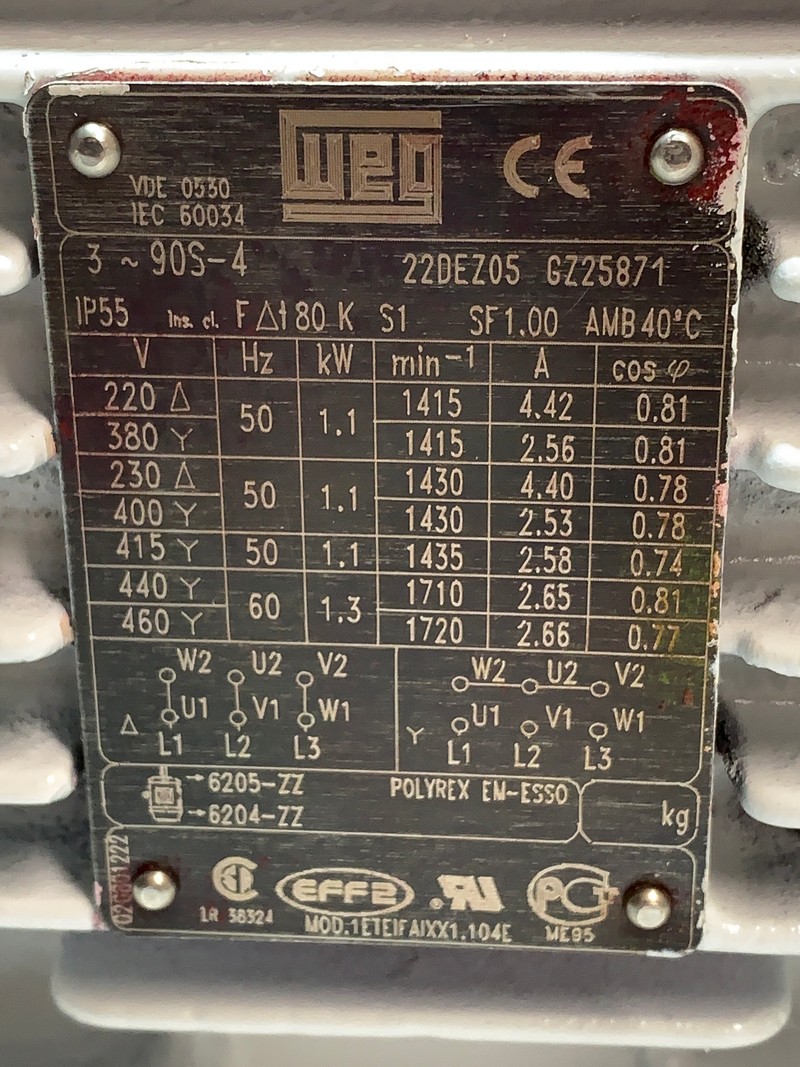 WEG CE
VDE 0530
IEC 60034
3 ~ 90S-4 22DEZ05 GZ25871
IP55 Ins. cl. F Δt 80 K S1 SF1.00 AMB40°C
V Hz kW min⁻¹ A cos φ
220 Δ 50 1.1 1415 4.42 0.81
380 Y 1415 2.56 0.81
230 Δ 50 1.1 1430 4.40 0.78
400 Y 1430 2.53 0.78
415 Y 50 1.1 1435 2.58 0.74
440 Y 60 1.3 1710 2.65 0.81
460 Y 1720 2.66 0.77
W2 U2 V2 W2 U2 V2
Δ U1 V1 W1 Y U1 V1 W1
L1 L2 L3 L1 L2 L3
→6205-ZZ POLYREX EM-ESSO
→6204-ZZ kg
EFF2
LR 38324 MOD.1ETEIFAIXX1.104E ME95